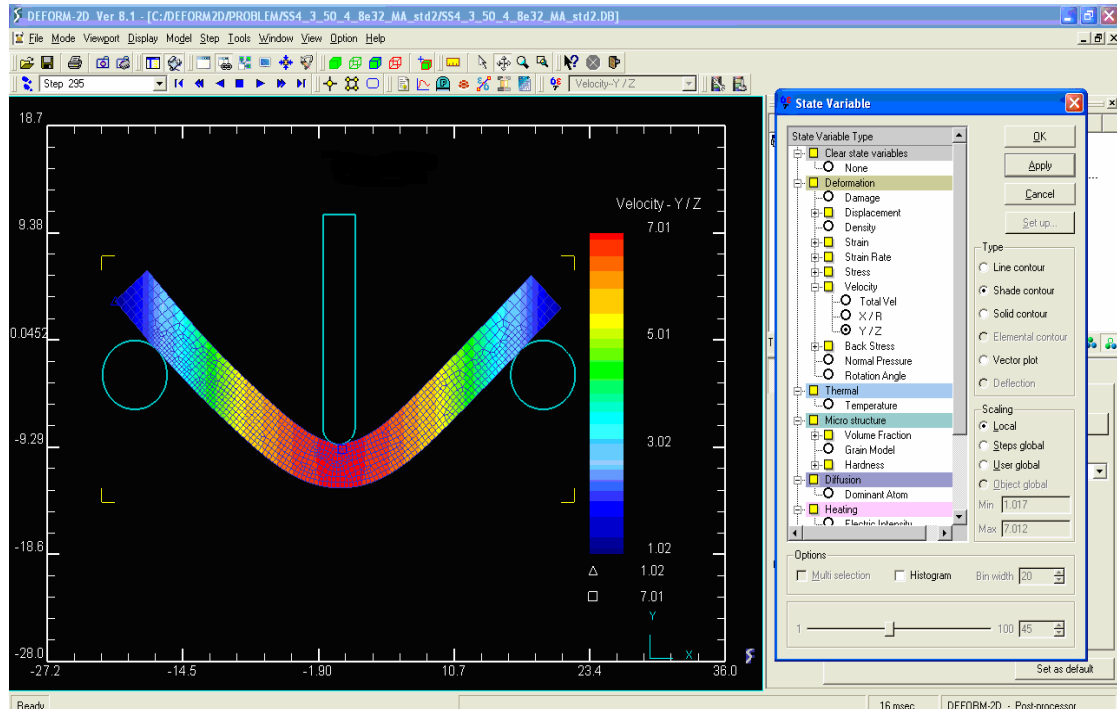 DEFORM-2D Ver 8.1 - [C:/DEFORM2D/PROBLEM/SS4_3_50_4_8e32_MA_std2/SS4_3_50_4_8e32_MA_std2.DB]
File Mode Viewport Display Model Step Tools Window View Option Help
Step 295
Velocity-Y / Z
18.7
9.38
0.0452
-9.29
-18.6
-28.0
-27.2
-14.5
-1.90
10.7
23.4
36.0
Velocity - Y / Z
7.01
5.01
3.02
1.02
1.02
7.01
Y
X
State Variable
State Variable Type
Clear state variables
None
Deformation
Damage
Displacement
Density
Strain
Strain Rate
Stress
Velocity
Total Vel
X / R
Y / Z
Back Stress
Normal Pressure
Rotation Angle
Thermal
Temperature
Micro structure
Volume Fraction
Grain Model
Hardness
Diffusion
Dominant Atom
Heating
Electric Intensity
OK
Apply
Cancel
Set up...
Type
Line contour
Shade contour
Solid contour
Elemental contour
Vector plot
Deflection
Scaling
Local
Steps global
User global
Object global
Min 1.017
Max 7.012
Options
Multi selection
Histogram
Bin width 20
1
100 45
Set as default
Ready
16 msec
DEFORM-2D - Post-processor